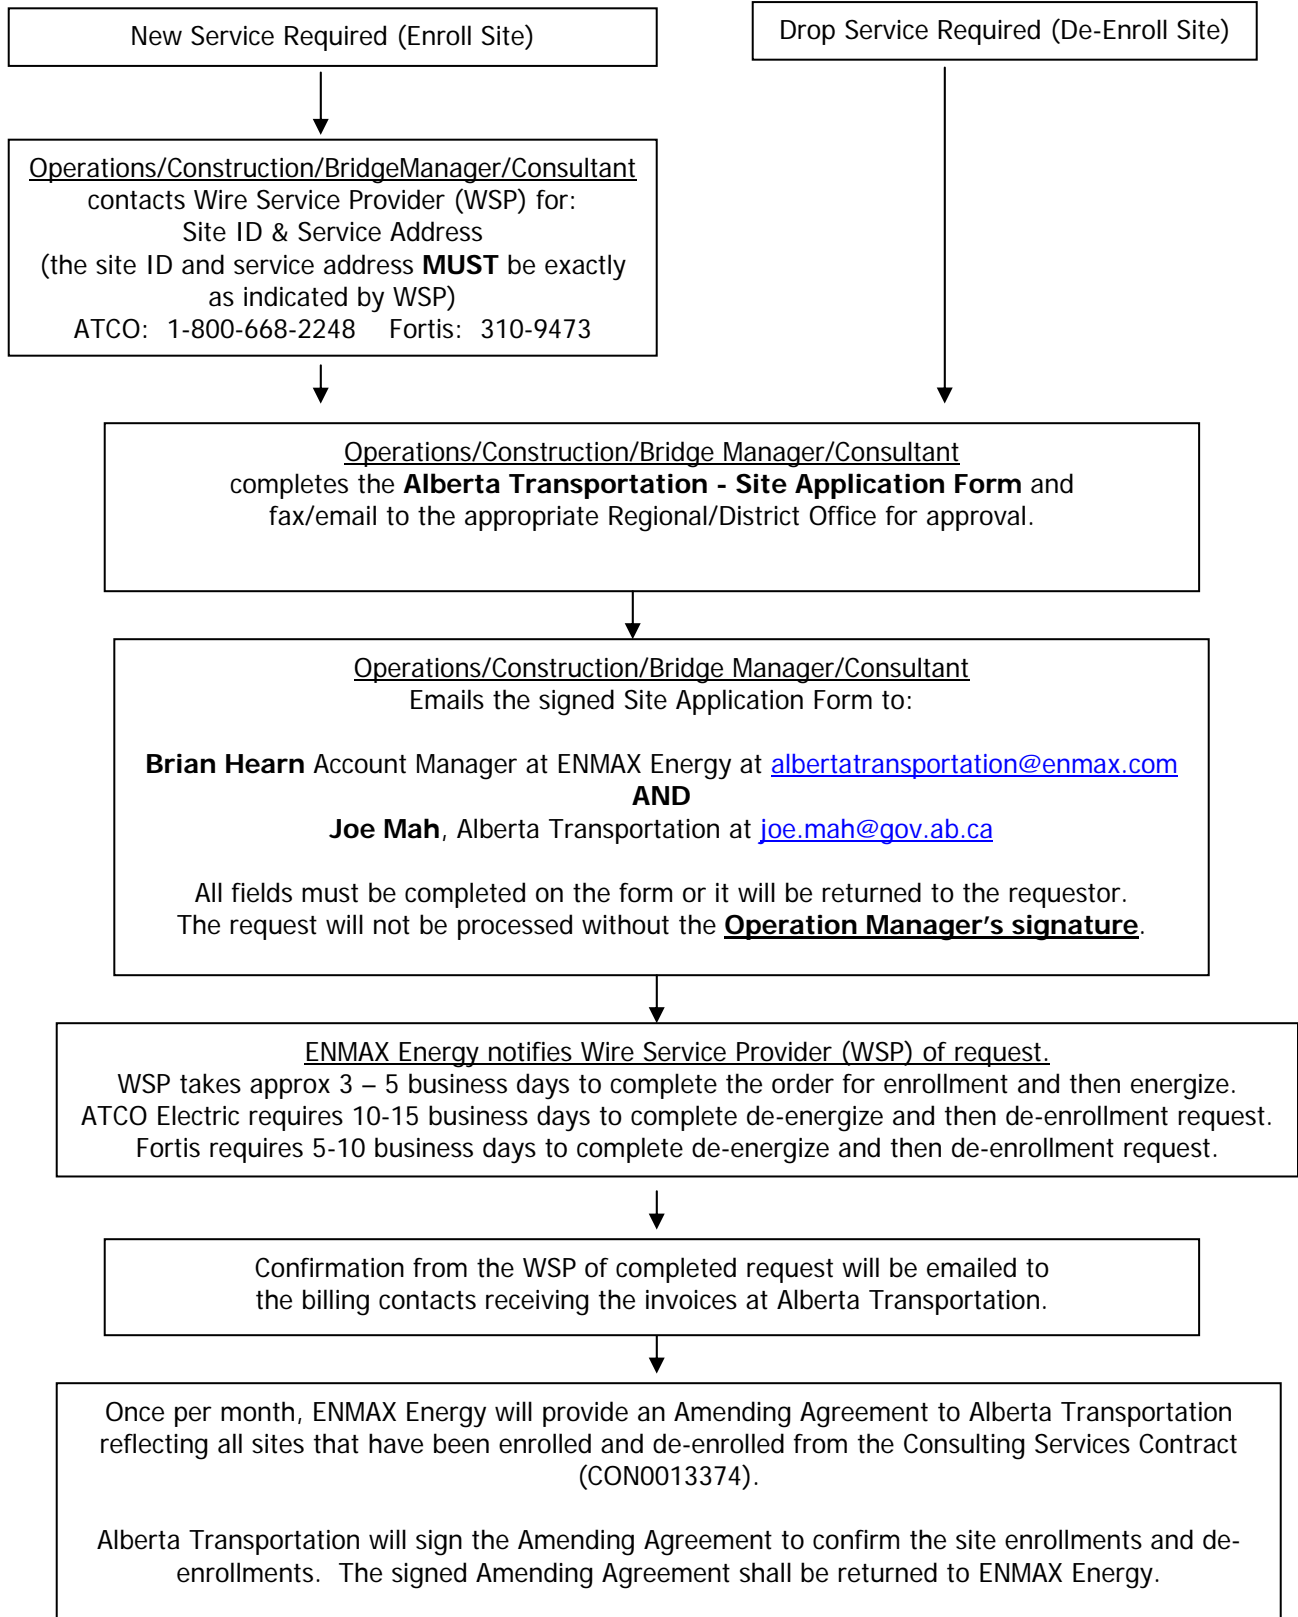 New Service Required (Enroll Site)
Drop Service Required (De-Enroll Site)
Operations/Construction/BridgeManager/Consultant
contacts Wire Service Provider (WSP) for:
Site ID & Service Address
(the site ID and service address MUST be exactly
as indicated by WSP)
ATCO:  1-800-668-2248    Fortis:  310-9473
Operations/Construction/Bridge Manager/Consultant
completes the Alberta Transportation - Site Application Form and
fax/email to the appropriate Regional/District Office for approval.
Operations/Construction/Bridge Manager/Consultant
Emails the signed Site Application Form to:
Brian Hearn Account Manager at ENMAX Energy at albertatransportation@enmax.com
AND
Joe Mah, Alberta Transportation at joe.mah@gov.ab.ca
All fields must be completed on the form or it will be returned to the requestor.
The request will not be processed without the Operation Manager's signature.
ENMAX Energy notifies Wire Service Provider (WSP) of request.
WSP takes approx 3 – 5 business days to complete the order for enrollment and then energize.
ATCO Electric requires 10-15 business days to complete de-energize and then de-enrollment request.
Fortis requires 5-10 business days to complete de-energize and then de-enrollment request.
Confirmation from the WSP of completed request will be emailed to
the billing contacts receiving the invoices at Alberta Transportation.
Once per month, ENMAX Energy will provide an Amending Agreement to Alberta Transportation
reflecting all sites that have been enrolled and de-enrolled from the Consulting Services Contract
(CON0013374).
Alberta Transportation will sign the Amending Agreement to confirm the site enrollments and de-
enrollments.  The signed Amending Agreement shall be returned to ENMAX Energy.